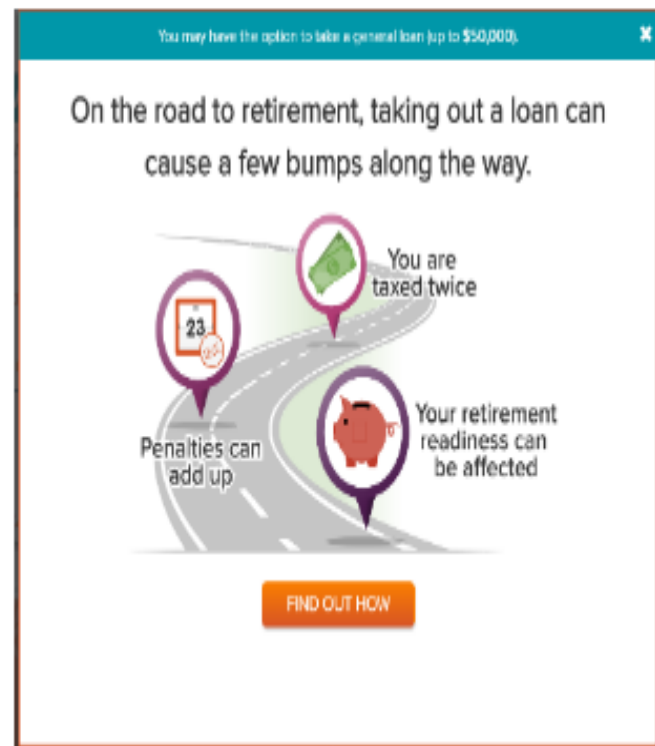 You may have the option to take a general loan (up to $50,000).
On the road to retirement, taking out a loan can
cause a few bumps along the way.
You are
taxed twice
23
Penalties can
add up
Your retirement
readiness can
be affected
FIND OUT HOW